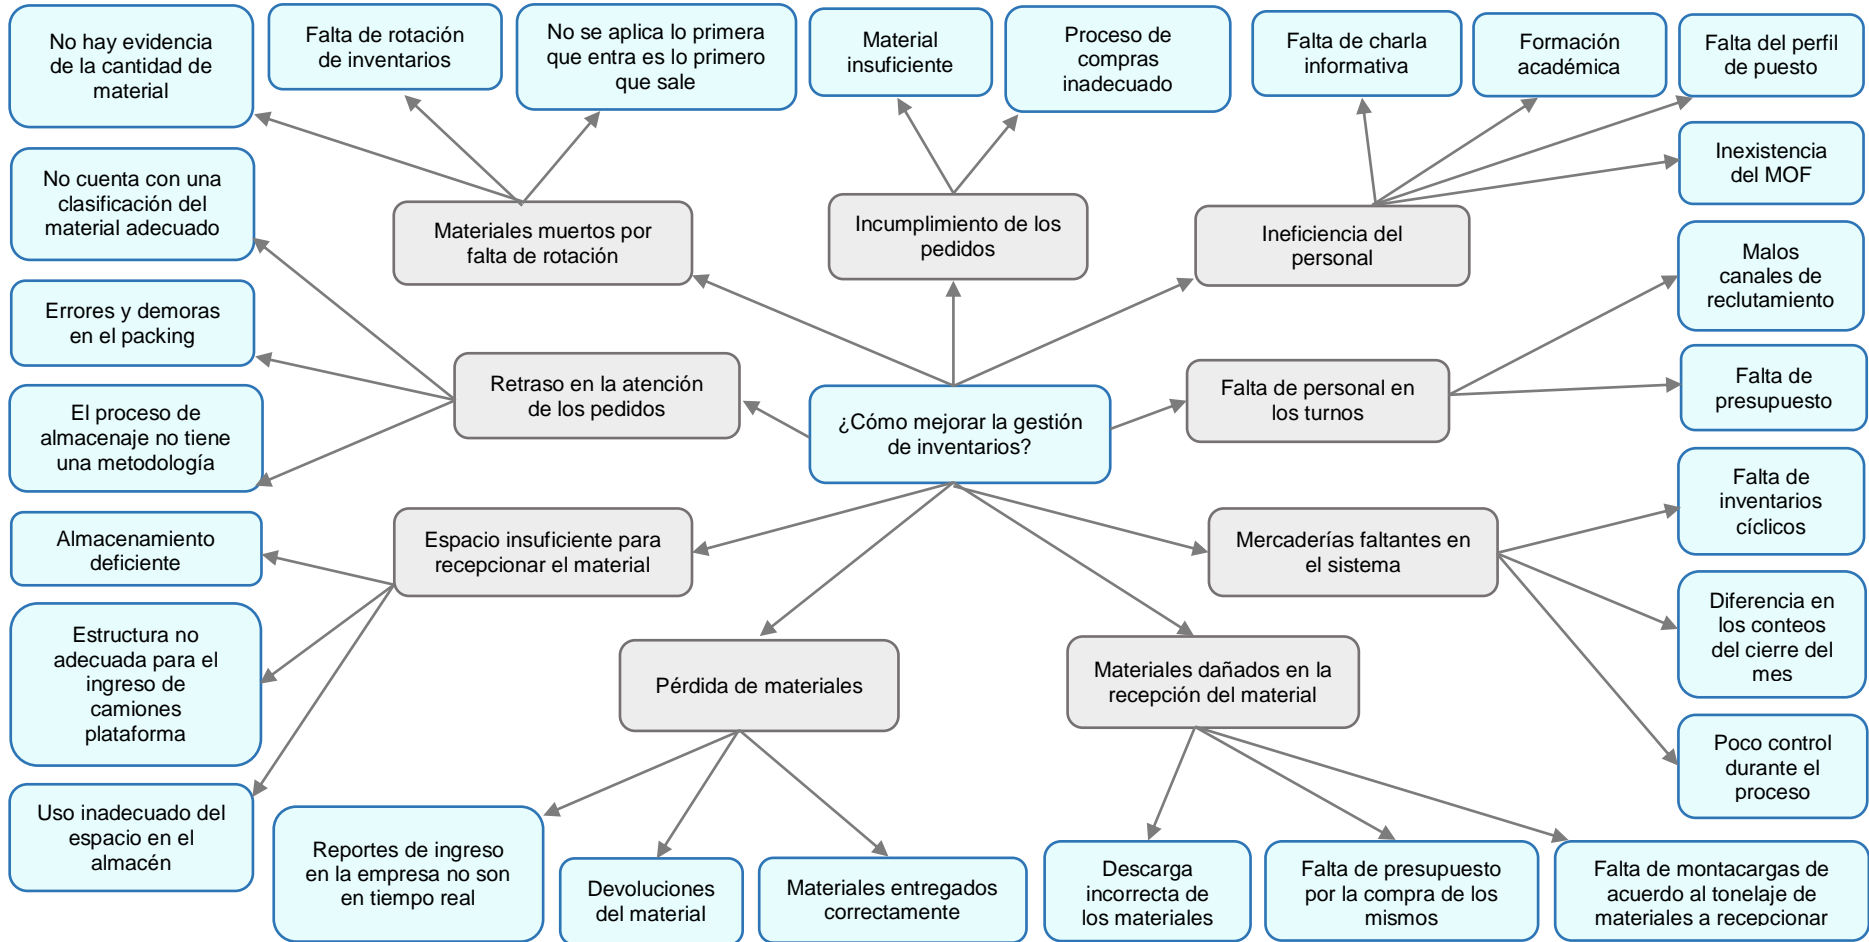 No hay evidencia
de la cantidad de
material
Falta de rotación
de inventarios
No se aplica lo primera
que entra es lo primero
que sale
Material
insuficiente
Proceso de
compras
inadecuado
Falta de charla
informativa
Formación
académica
Falta del perfil
de puesto
No cuenta con una
clasificación del
material adecuado
Materiales muertos por
falta de rotación
Incumplimiento de los
pedidos
Ineficiencia del
personal
Inexistencia
del MOF
Malos
canales de
reclutamiento
Errores y demoras
en el packing
Retraso en la atención
de los pedidos
¿Cómo mejorar la gestión
de inventarios?
Falta de personal en
los turnos
Falta de
presupuesto
El proceso de
almacenaje no tiene
una metodología
Almacenamiento
deficiente
Espacio insuficiente para
recepcionar el material
Mercaderías faltantes en
el sistema
Falta de
inventarios
cíclicos
Estructura no
adecuada para el
ingreso de
camiones
plataforma
Pérdida de materiales
Materiales dañados en la
recepción del material
Diferencia en
los conteos
del cierre del
mes
Poco control
durante el
proceso
Uso inadecuado del
espacio en el
almacén
Reportes de ingreso
en la empresa no son
en tiempo real
Devoluciones
del material
Materiales entregados
correctamente
Descarga
incorrecta de
los materiales
Falta de presupuesto
por la compra de los
mismos
Falta de montacargas de
acuerdo al tonelaje de
materiales a recepcionar